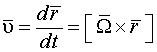 ῡ = dr̄/dt = [ Ω̄ × r̄ ]